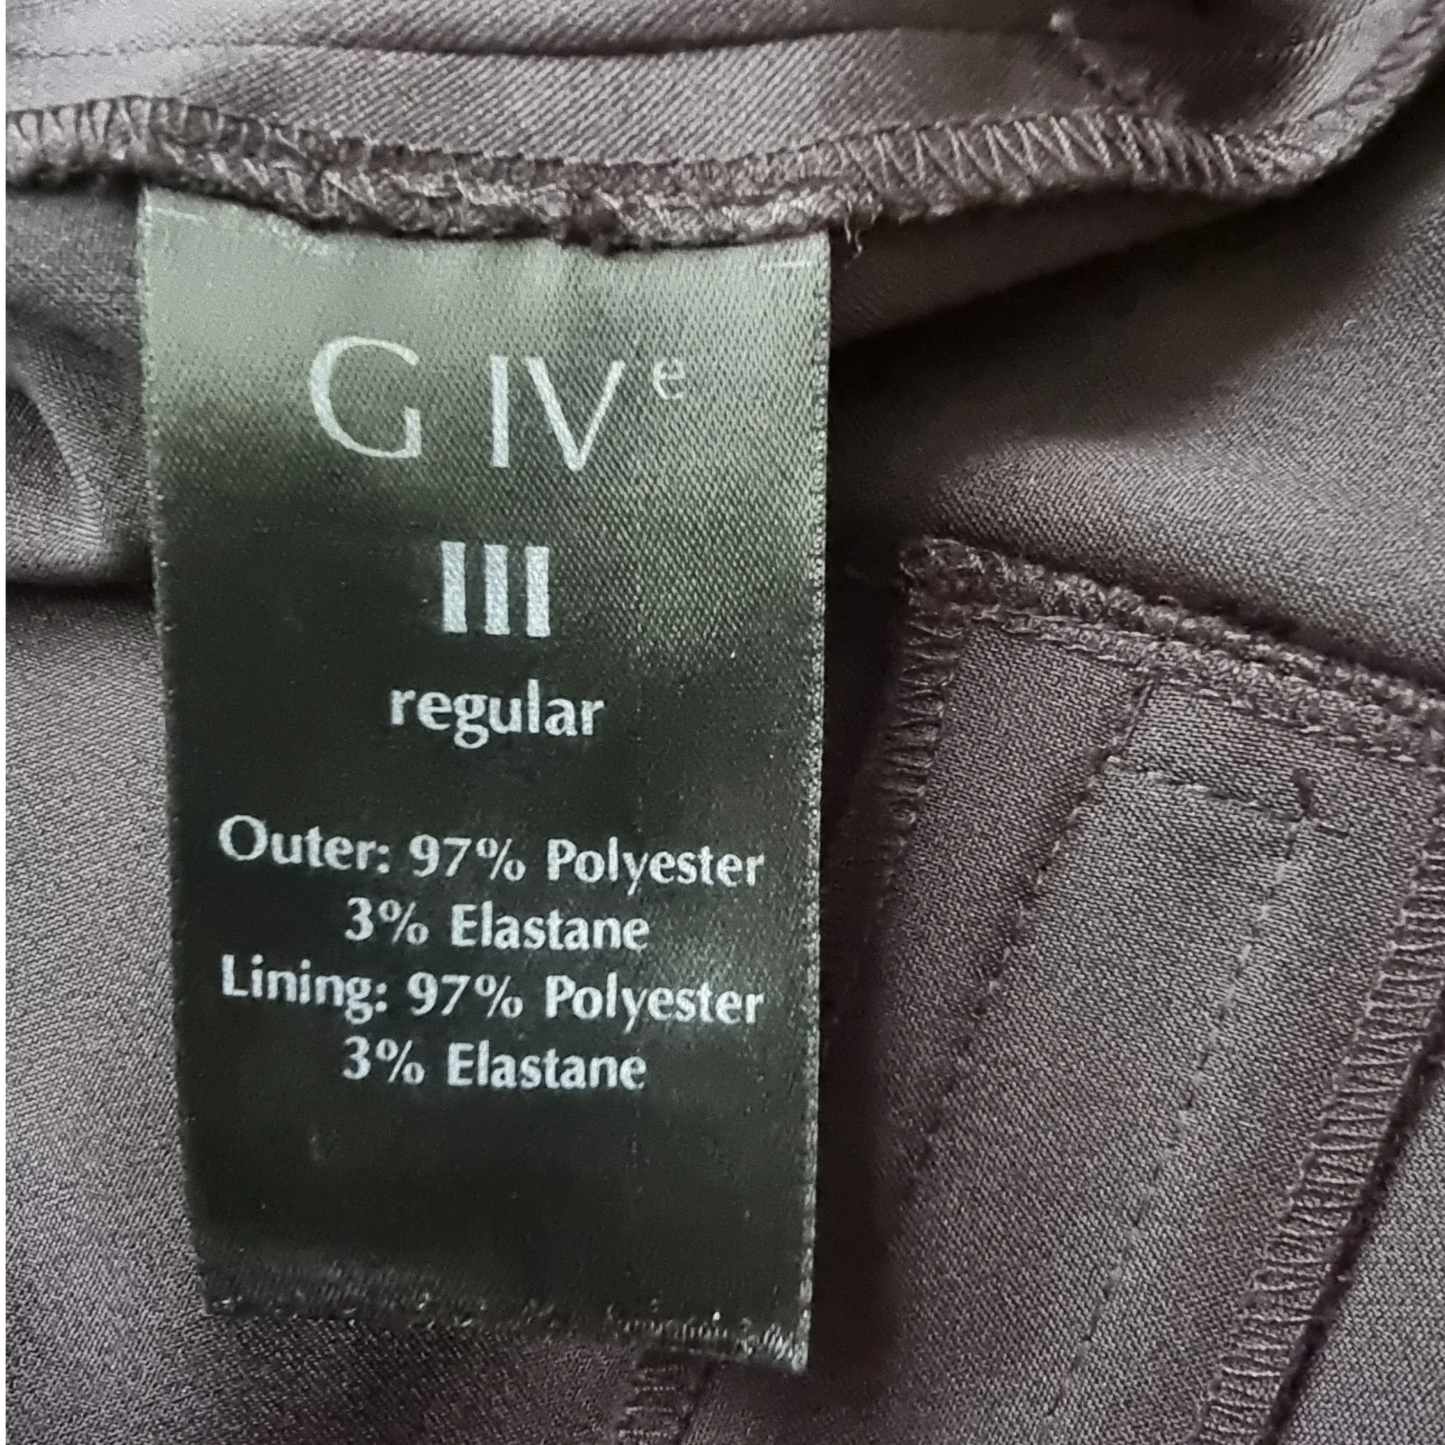 G IVe
III
regular
Outer: 97% Polyester
3% Elastane
Lining: 97% Polyester
3% Elastane